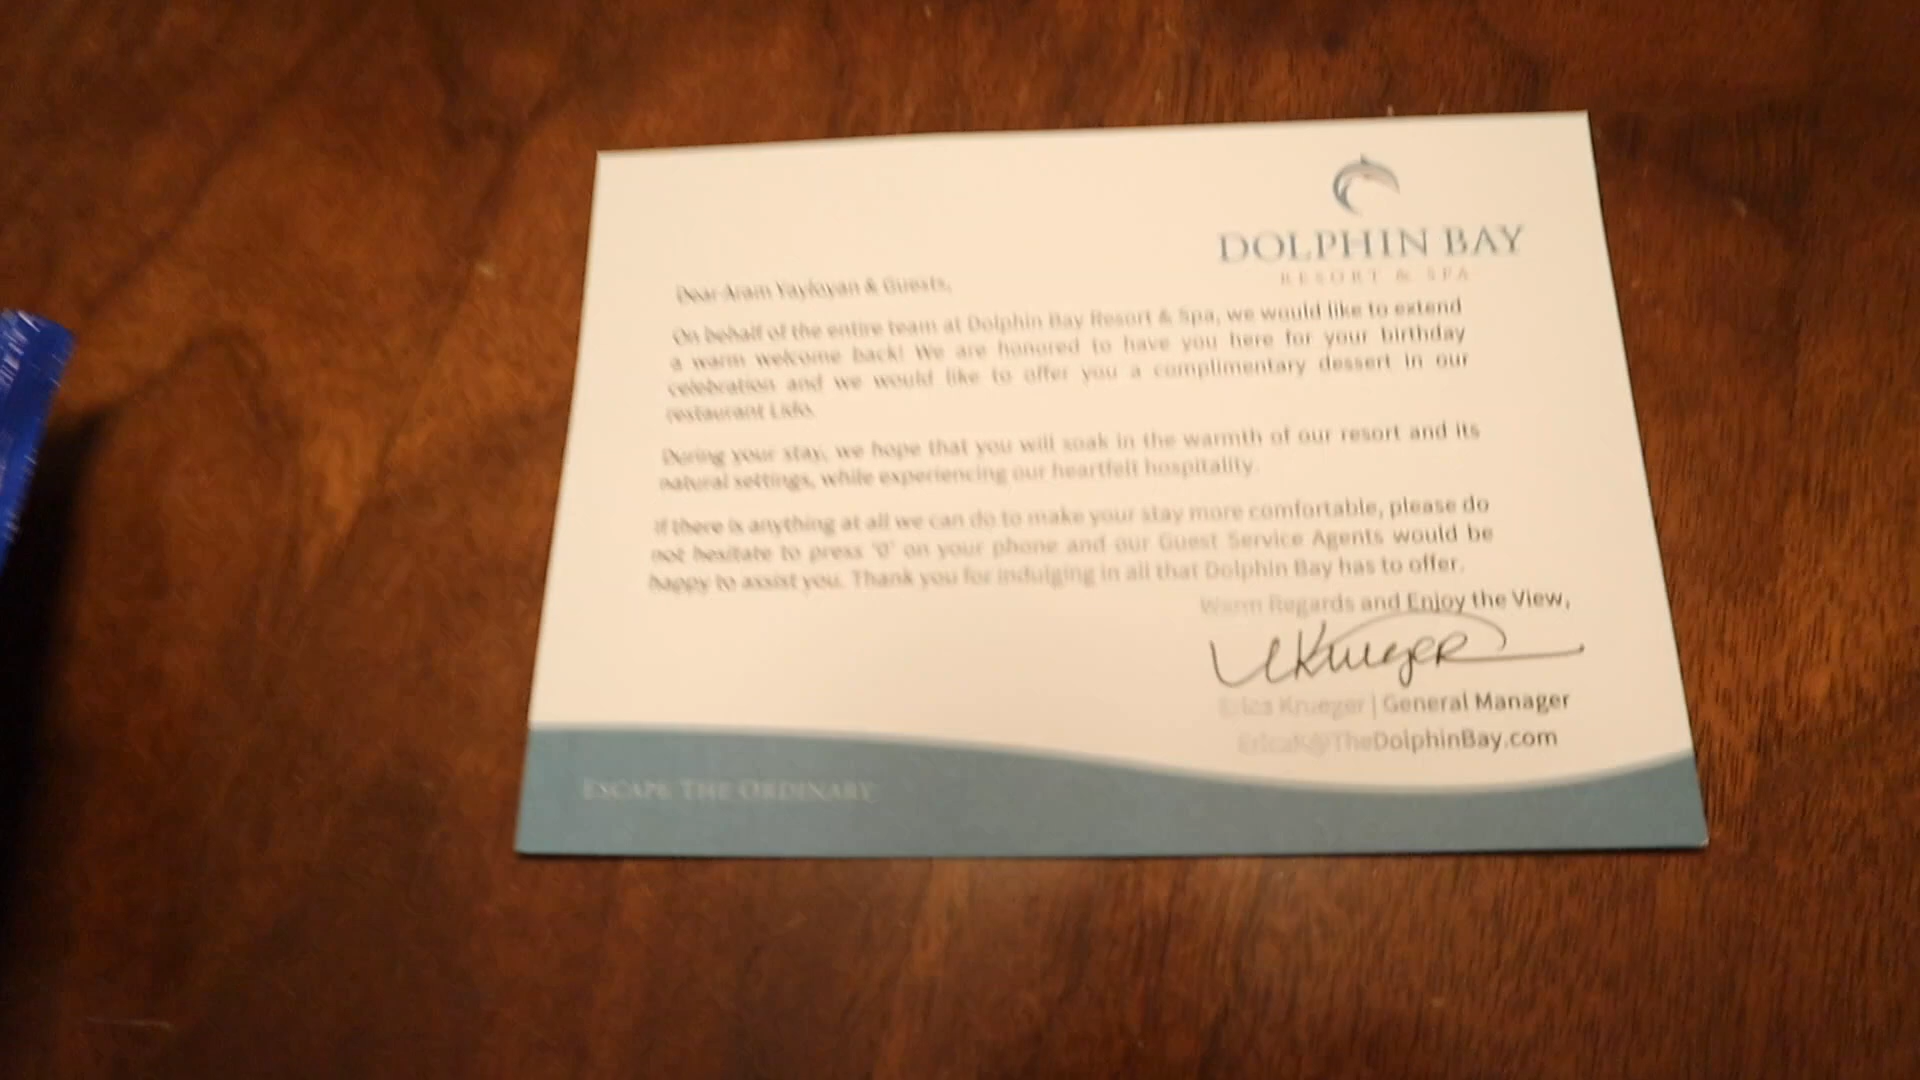 DOLPHIN BAY
RESORT & SPA
Dear Aram Yayloyan & Guests,
On behalf of the entire team at Dolphin Bay Resort & Spa, we would like to extend
a warm welcome back! We are honored to have you here for your birthday
celebration and we would like to offer you a complimentary dessert in our
restaurant Lido.
During your stay, we hope that you will soak in the warmth of our resort and its
natural settings, while experiencing our heartfelt hospitality.
If there is anything at all we can do to make your stay more comfortable, please do
not hesitate to press '0' on your phone and our Guest Service Agents would be
happy to assist you. Thank you for indulging in all that Dolphin Bay has to offer.
Warm Regards and Enjoy the View,
EKrueger
Erica Krueger | General Manager
EricaK@TheDolphinBay.com
ESCAPE THE ORDINARY